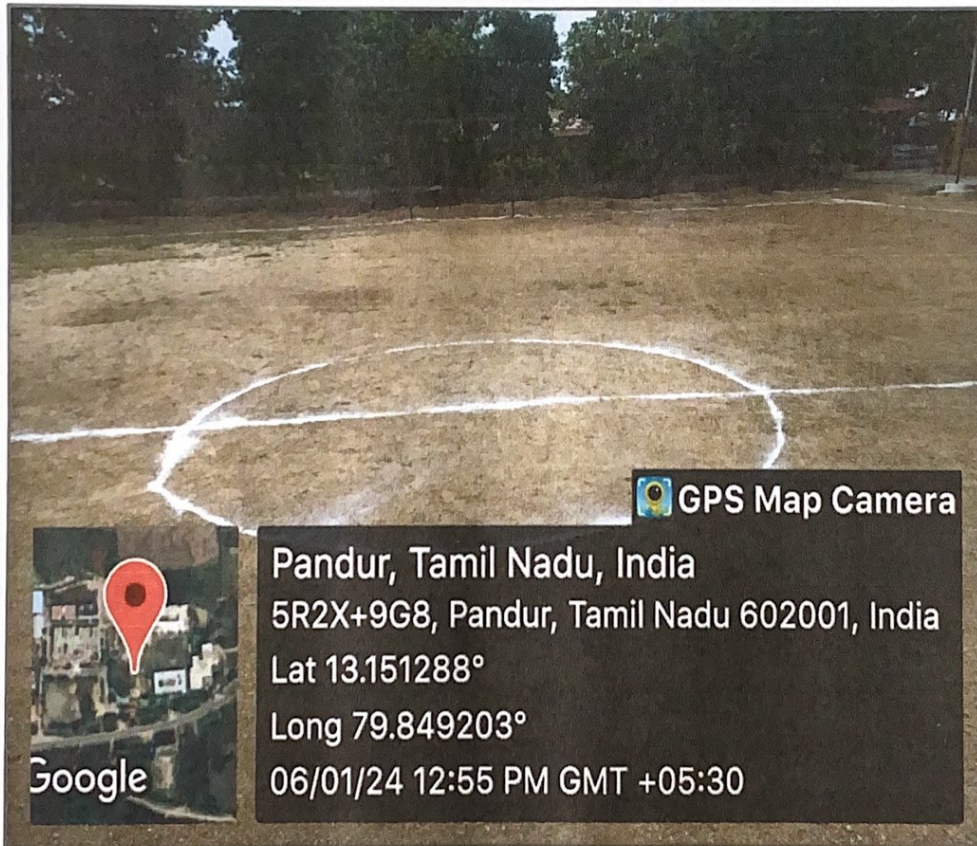 GPS Map Camera
Pandur, Tamil Nadu, India
5R2X+9G8, Pandur, Tamil Nadu 602001, India
Lat 13.151288°
Long 79.849203°
06/01/24 12:55 PM GMT +05:30
Google